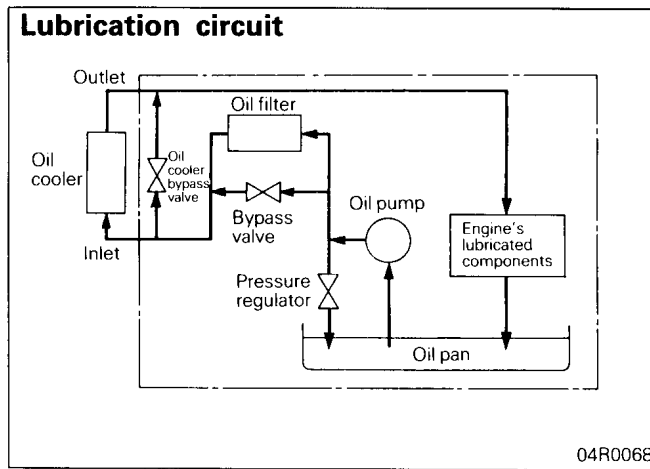 Lubrication circuit
Outlet
Oil filter
Oil
cooler
Oil
cooler
bypass
valve
Bypass
valve
Oil pump
Inlet
Engine's
lubricated
components
Pressure
regulator
Oil pan
04R0068